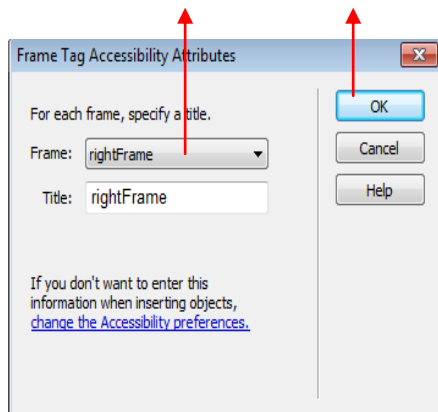 Frame Tag Accessibility Attributes
For each frame, specify a title.
Frame: rightFrame
Title: rightFrame
If you don't want to enter this
information when inserting objects,
change the Accessibility preferences.
OK
Cancel
Help